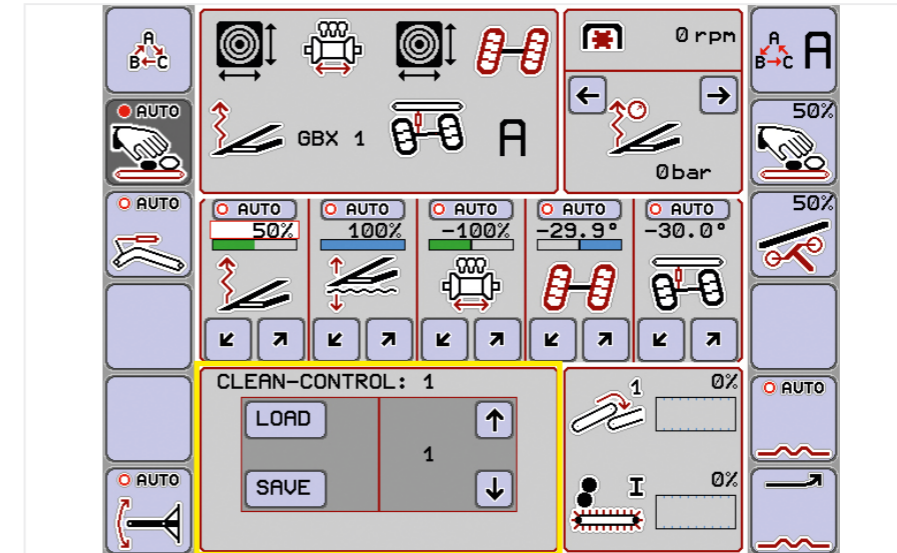 A
B C
AUTO
AUTO
AUTO
GBX 1
A
0 rpm
0bar
A
B C
A
50%
50%
AUTO
AUTO
50%
AUTO
100%
AUTO
-100%
AUTO
-29.9°
AUTO
-30.0°
CLEAN-CONTROL: 1
LOAD
1
SAVE
1
0%
I
0%